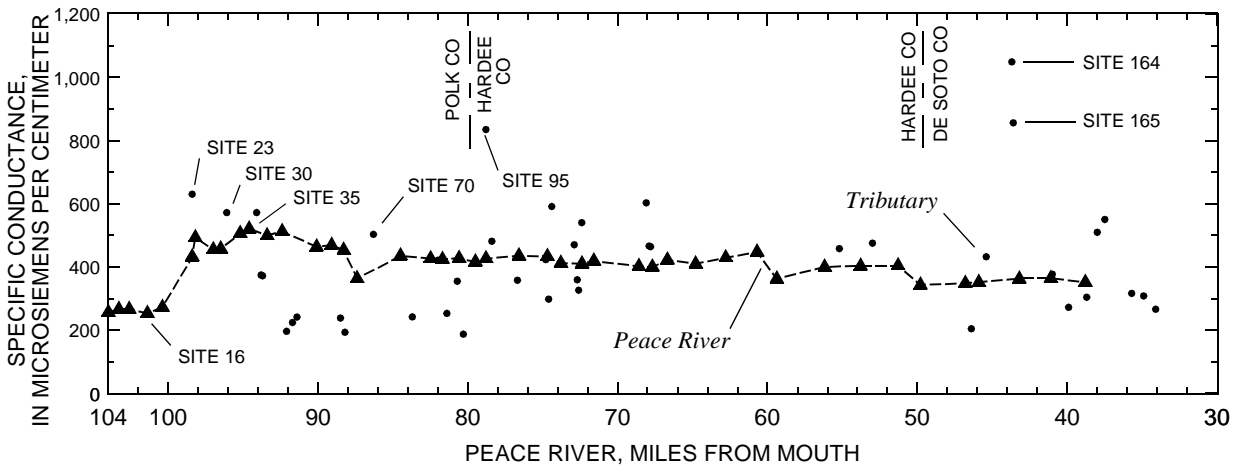 SPECIFIC CONDUCTANCE,
IN MICROSIEMENS PER CENTIMETER
1,200
1,000
800
600
400
200
0
POLK CO
HARDEE
CO
HARDEE CO
DE SOTO CO
SITE 164
SITE 165
SITE 23
SITE 30
SITE 35
SITE 70
SITE 95
Tributary
SITE 16
Peace River
104 100 90 80 70 60 50 40 30
PEACE RIVER, MILES FROM MOUTH